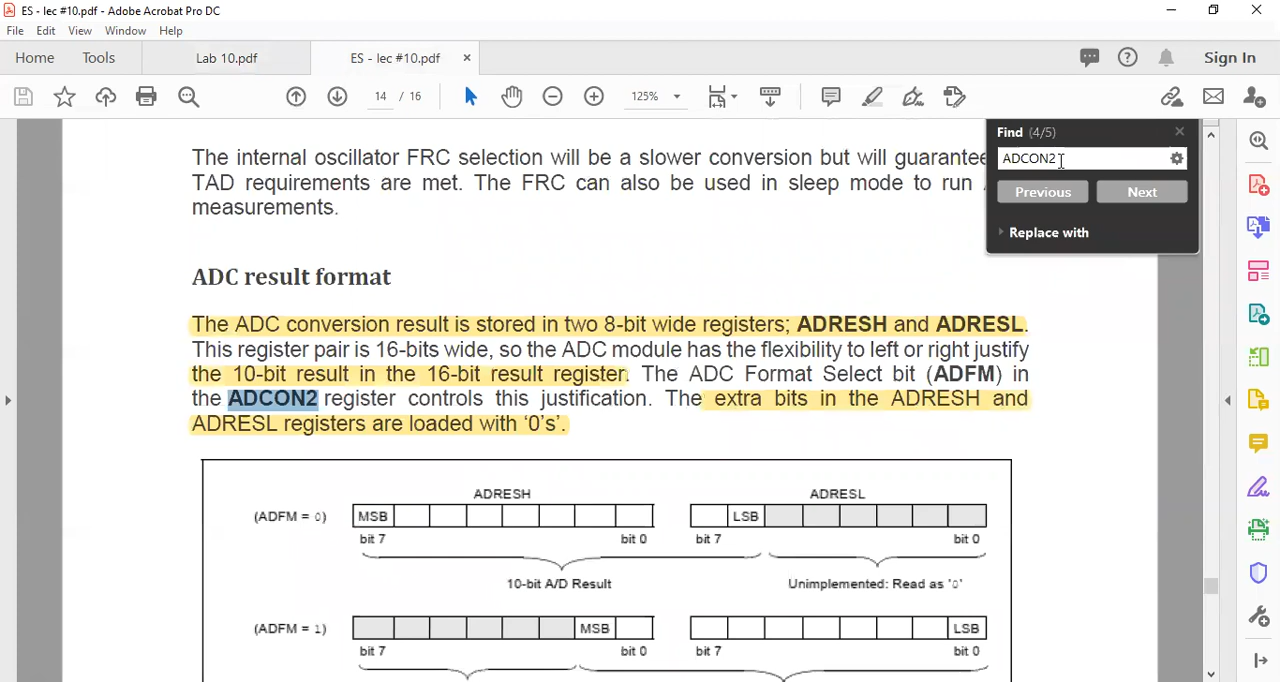 ES - lec #10.pdf - Adobe Acrobat Pro DC
File Edit View Window Help
Home Tools Lab 10.pdf ES - lec #10.pdf × Sign In
14 / 16 125%
Find (4/5)
ADCON2
Previous Next
Replace with
The internal oscillator FRC selection will be a slower conversion but will guarantee
TAD requirements are met. The FRC can also be used in sleep mode to run
measurements.
ADC result format
The ADC conversion result is stored in two 8-bit wide registers; ADRESH and ADRESL.
This register pair is 16-bits wide, so the ADC module has the flexibility to left or right justify
the 10-bit result in the 16-bit result register. The ADC Format Select bit (ADFM) in
the ADCON2 register controls this justification. The extra bits in the ADRESH and
ADRESL registers are loaded with ‘0’s’.
ADRESH ADRESL
(ADFM = 0) MSB LSB
bit 7 bit 0 bit 7 bit 0
10-bit A/D Result Unimplemented: Read as '0'
(ADFM = 1) MSB LSB
bit 7 bit 0 bit 7 bit 0